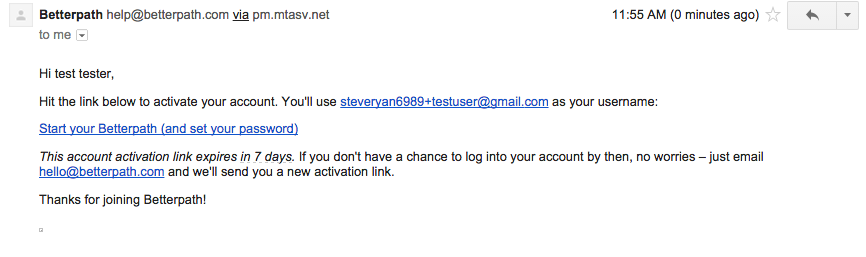 Betterpath help@betterpath.com via pm.mtasv.net 11:55 AM (0 minutes ago)
to me
Hi test tester,
Hit the link below to activate your account. You'll use steveryan6989+testuser@gmail.com as your username:
Start your Betterpath (and set your password)
This account activation link expires in 7 days. If you don't have a chance to log into your account by then, no worries – just email
hello@betterpath.com and we'll send you a new activation link.
Thanks for joining Betterpath!